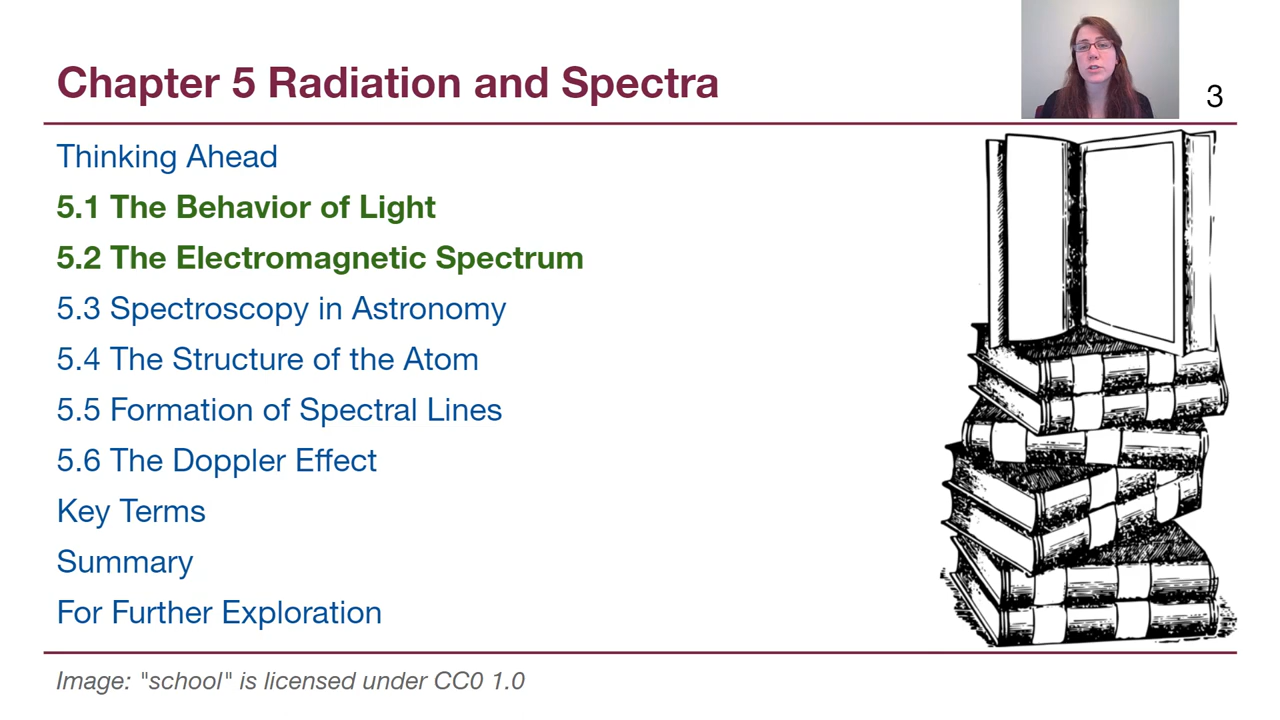 Chapter 5 Radiation and Spectra
3
Thinking Ahead
5.1 The Behavior of Light
5.2 The Electromagnetic Spectrum
5.3 Spectroscopy in Astronomy
5.4 The Structure of the Atom
5.5 Formation of Spectral Lines
5.6 The Doppler Effect
Key Terms
Summary
For Further Exploration
Image: "school" is licensed under CC0 1.0